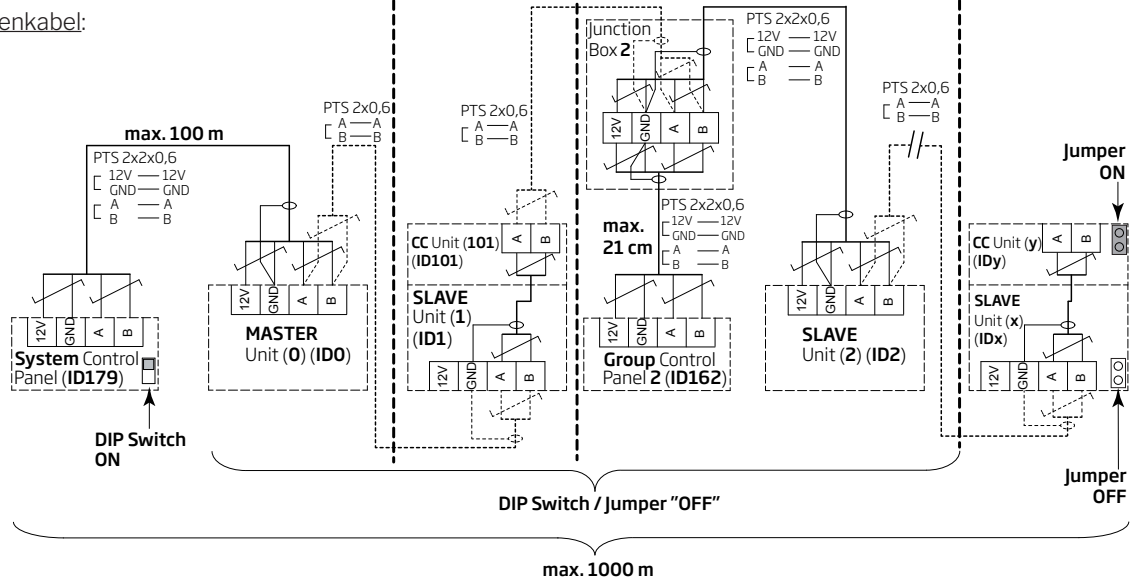 enkabel:
max. 100 m
PTS 2x2x0,6
12V — 12V
GND — GND
A — A
B — B
12V
GND
A
B
System Control
Panel (ID179)
DIP Switch
ON
PTS 2x0,6
A — A
B — B
12V
GND
A
B
MASTER
Unit (0) (ID0)
PTS 2x0,6
A — A
B — B
CC Unit (101)
(ID101)
A
B
SLAVE
Unit (1)
(ID1)
12V
GND
A
B
Junction
Box 2
12V
GND
A
B
max.
21 cm
PTS 2x2x0,6
12V — 12V
GND — GND
A — A
B — B
12V
GND
A
B
Group Control
Panel 2 (ID162)
PTS 2x2x0,6
12V — 12V
GND — GND
A — A
B — B
12V
GND
A
B
SLAVE
Unit (2) (ID2)
PTS 2x0,6
A — A
B — B
Jumper
ON
CC Unit (y)
(IDy)
A
B
SLAVE
Unit (x)
(IDx)
12V
GND
A
B
Jumper
OFF
DIP Switch / Jumper "OFF"
max. 1000 m